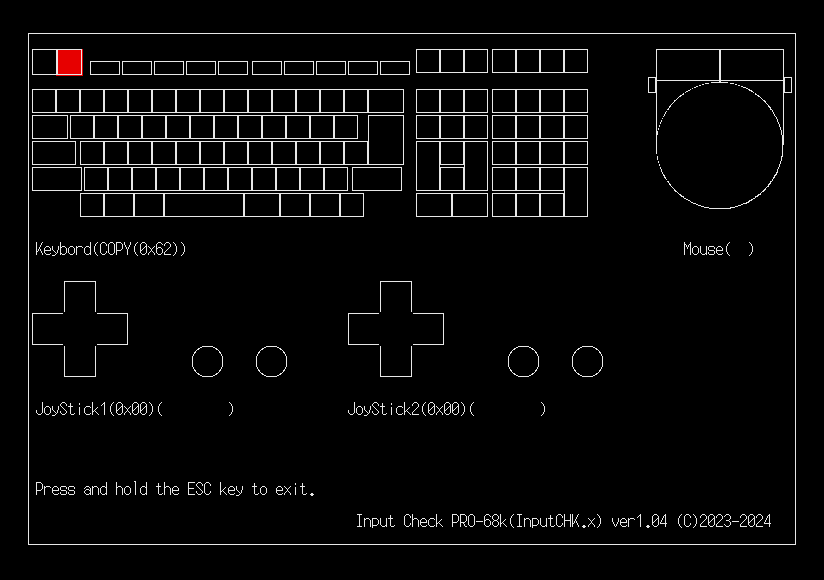 Keybord(COPY(0x62))
Mouse(  )
JoyStick1(0x00)(        )
JoyStick2(0x00)(        )
Press and hold the ESC key to exit.
Input Check PRO-68k(InputCHK.x) ver1.04 (C)2023-2024